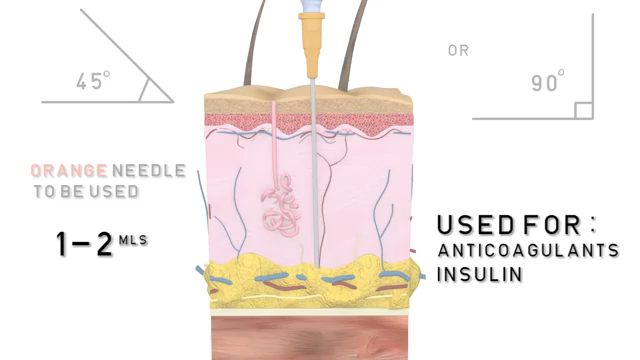 45°
OR
90°
ORANGE NEEDLE
TO BE USED
1-2 MLS
USED FOR:
ANTICOAGULANTS
INSULIN